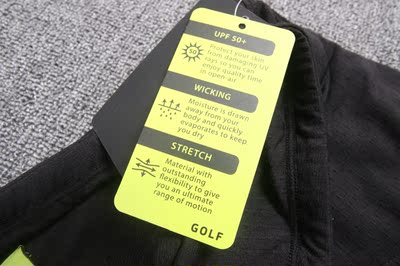 UPF 50+
50
Protect your skin
from damaging UV
rays so you can
enjoy quality time
in open-air
WICKING
Moisture is drawn
away from your
body and quickly
evaporates to keep
you dry
STRETCH
Material with
outstanding
flexibility to give
you an ultimate
range of motion
GOLF